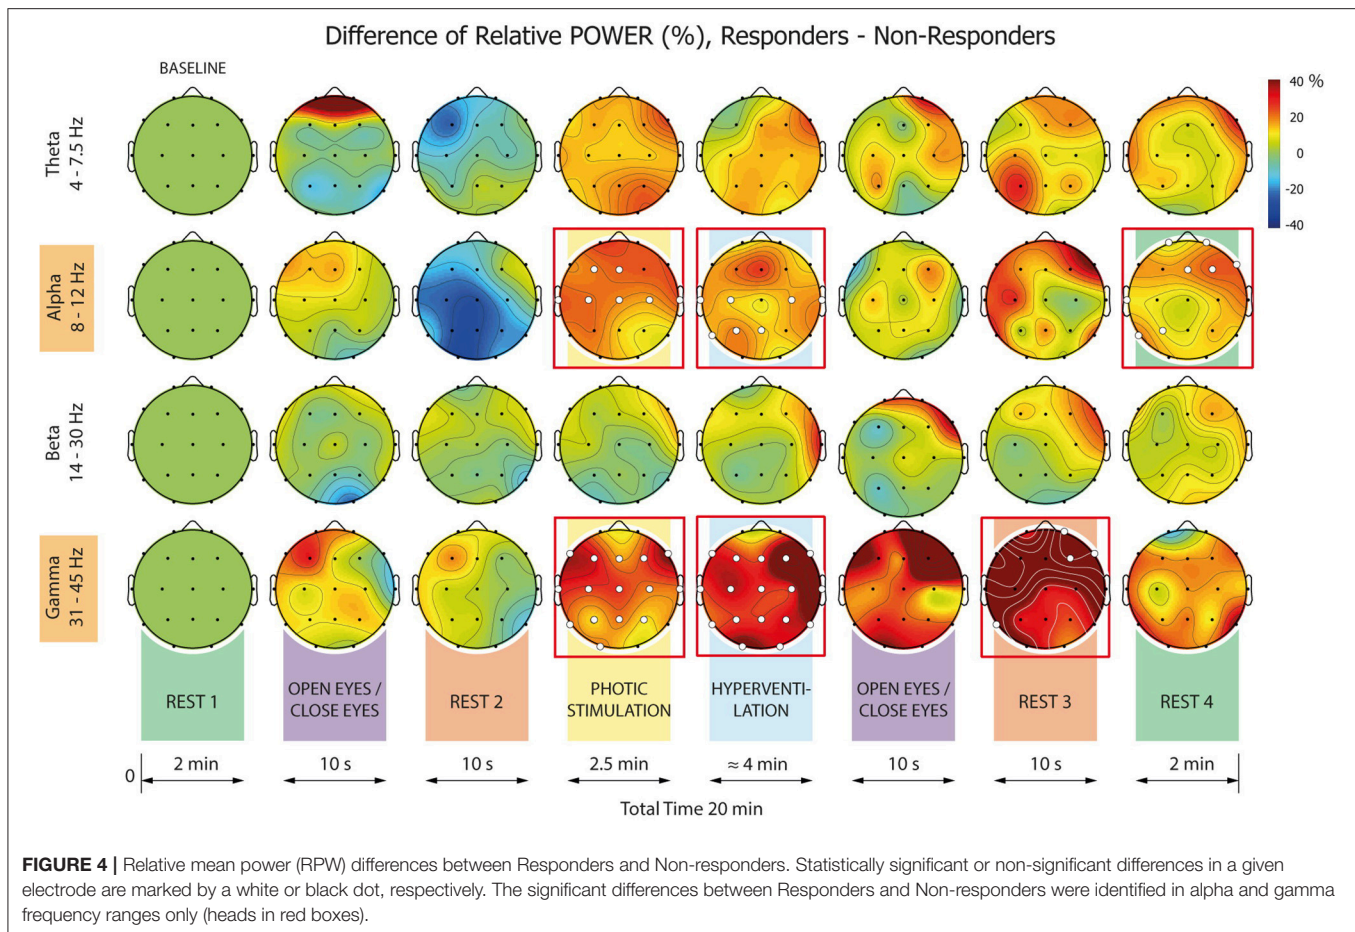 Difference of Relative POWER (%), Responders - Non-Responders
BASELINE
Theta
4 - 7.5 Hz
40 %
20
0
-20
-40
Alpha
8 - 12 Hz
Beta
14 - 30 Hz
Gamma
31 - 45 Hz
REST 1
OPEN EYES /
CLOSE EYES
REST 2
PHOTIC
STIMULATION
HYPERVENTI-
LATION
OPEN EYES /
CLOSE EYES
REST 3
REST 4
0
2 min
10 s
10 s
2.5 min
≈ 4 min
10 s
10 s
2 min
Total Time 20 min
FIGURE 4 | Relative mean power (RPW) differences between Responders and Non-responders. Statistically significant or non-significant differences in a given
electrode are marked by a white or black dot, respectively. The significant differences between Responders and Non-responders were identified in alpha and gamma
frequency ranges only (heads in red boxes).